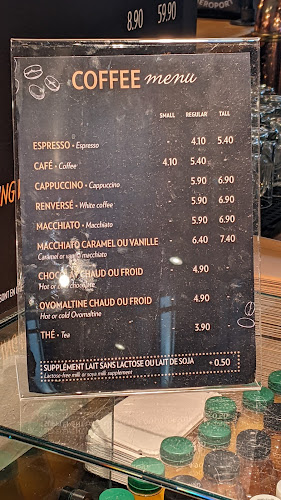 8.90 59.90
AEROPORT
COFFEE menu
SMALL REGULAR TALL
ESPRESSO • Espresso - 4.10 5.40
CAFÉ • Coffee 4.10 5.40 -
CAPPUCCINO • Cappuccino - 5.90 6.90
RENVERSÉ • White coffee - 5.90 6.90
MACCHIATO • Macchiato - 5.90 6.90
MACCHIATO CARAMEL OU VANILLE - 6.40 7.40
Caramel or vanilla macchiato
CHOCOLAT CHAUD OU FROID - 4.90
Hot or cold chocolate
OVOMALTINE CHAUD OU FROID - 4.90
Hot or cold Ovomaltine
THÉ • Tea 3.90
SUPPLÉMENT LAIT SANS LACTOSE OU LAIT DE SOJA + 0.50
Lactose-free milk or soya milk supplement